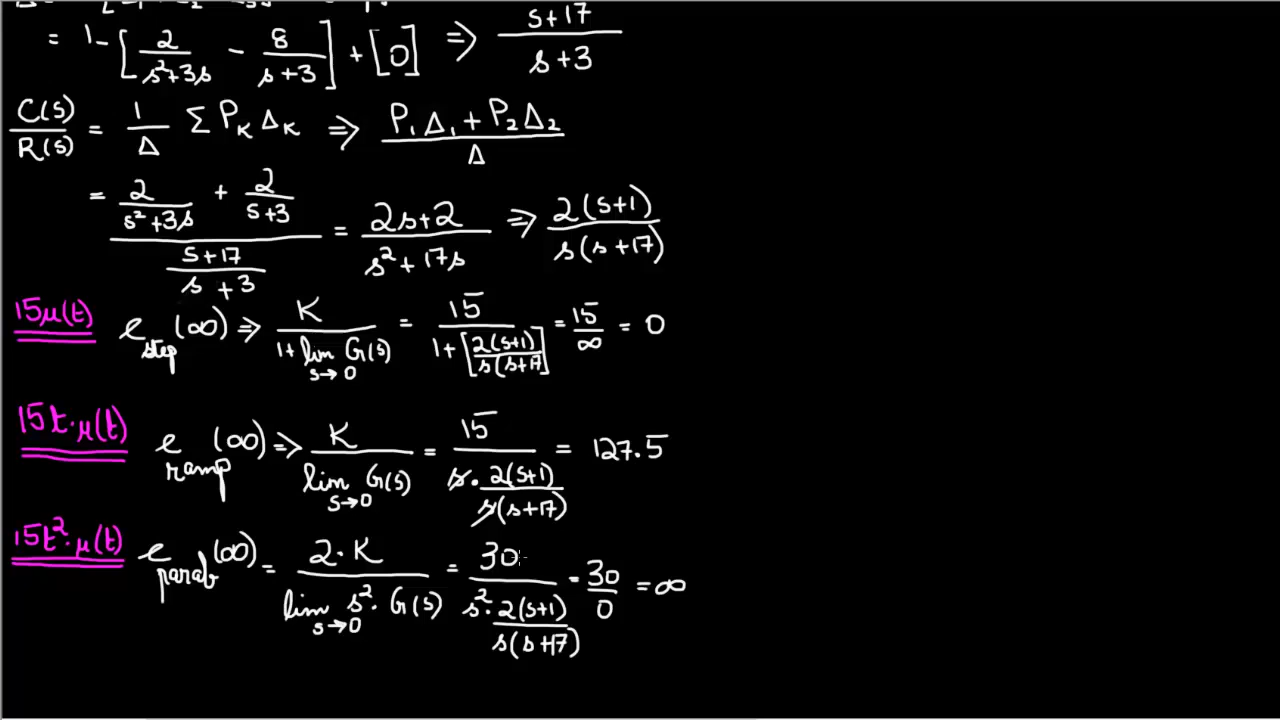 = 1 - [2/(s²+3s) - 8/(s+3)] + [0] ⇒ (s+17)/(s+3)
C(s)/R(s) = 1/Δ Σ P_K Δ_K ⇒ (P₁Δ₁ + P₂Δ₂)/Δ
= (2/(s²+3s) + 2/(s+3))/((s+17)/(s+3)) = (2s+2)/(s²+17s) ⇒ 2(s+1)/(s(s+17))
15μ(t) e_step(∞) ⇒ K/(1+lim_{s→0} G(s)) = 15/(1+[2(s+1)/(s(s+17)]) = 15/∞ = 0
15t·μ(t) e_ramp(∞) ⇒ K/(lim_{s→0} G(s)) = 15/(s·2(s+1)/(s(s+17))) = 127.5
15t²·μ(t) e_parab(∞) = 2·K/(lim_{s→0} s²·G(s)) = 30/(s²·2(s+1)/(s(s+17))) = 30/0 = ∞